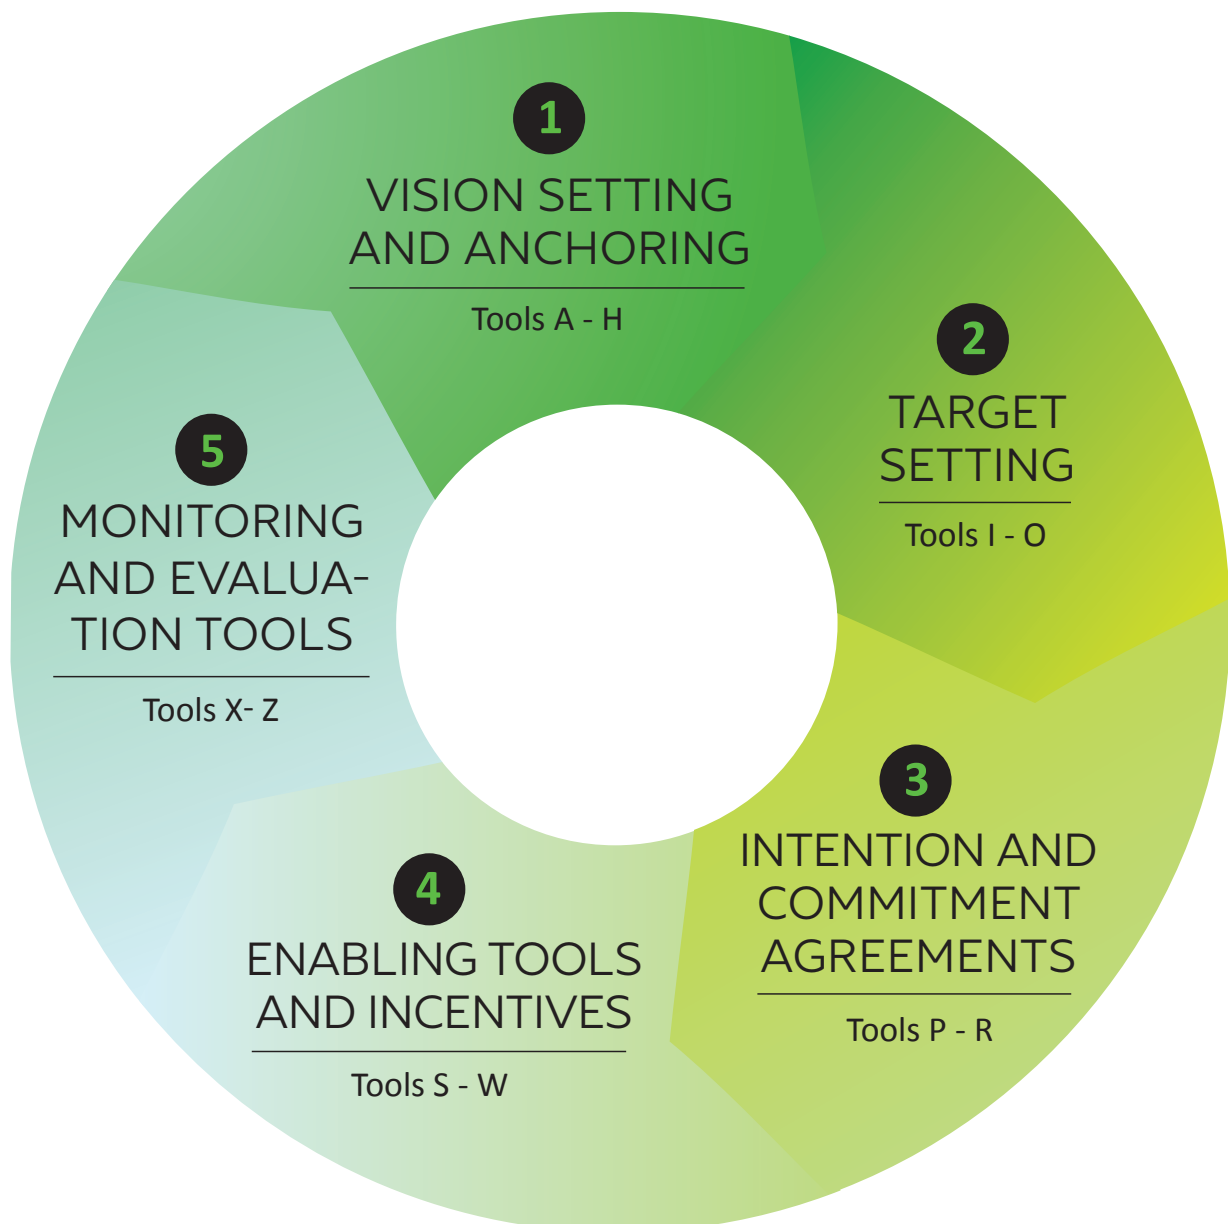 1
VISION SETTING
AND ANCHORING
Tools A - H
2
TARGET
SETTING
Tools I - O
3
INTENTION AND
COMMITMENT
AGREEMENTS
Tools P - R
4
ENABLING TOOLS
AND INCENTIVES
Tools S - W
5
MONITORING
AND EVALUA-
TION TOOLS
Tools X- Z